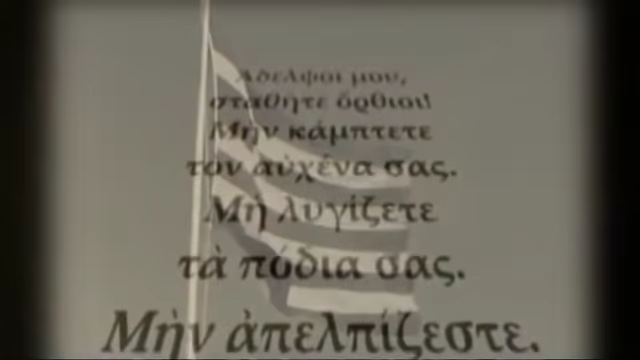 Ἀδελφοί μου,
σταθῆτε ὄρθιοι!
Μὴν κάμπτετε
τὸν αὐχένα σας.
Μὴ λυγίζετε
τὰ πόδια σας.
Μὴν ἀπελπίζεστε.